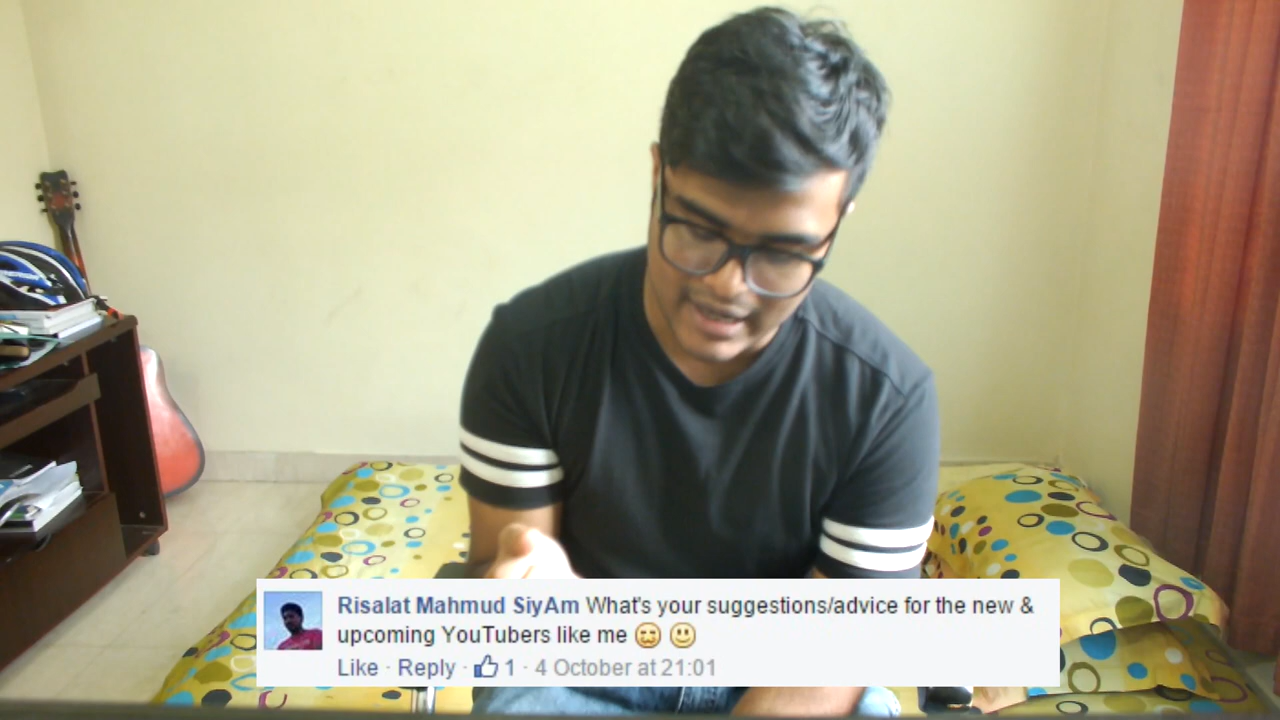 Risalat Mahmud SiyAm What's your suggestions/advice for the new &
upcoming YouTubers like me 😊 🙂
Like · Reply · 1 · 4 October at 21:01